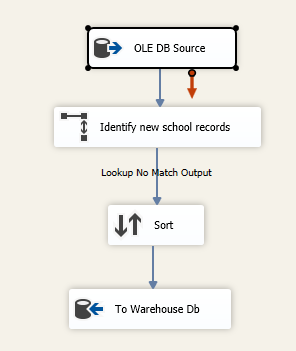 OLE DB Source
Identify new school records
Lookup No Match Output
Sort
To Warehouse Db